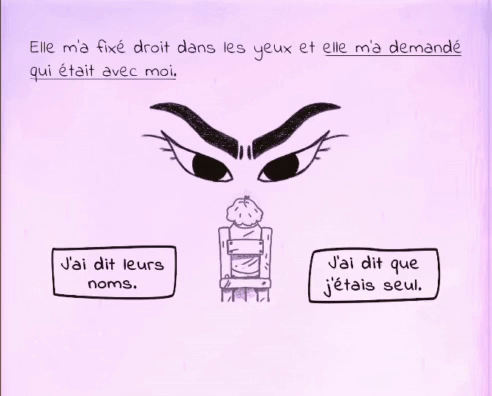 Elle m'a fixé droit dans les yeux et elle m'a demandé
qui était avec moi.
J'ai dit leurs
noms.
J'ai dit que
j'étais seul.